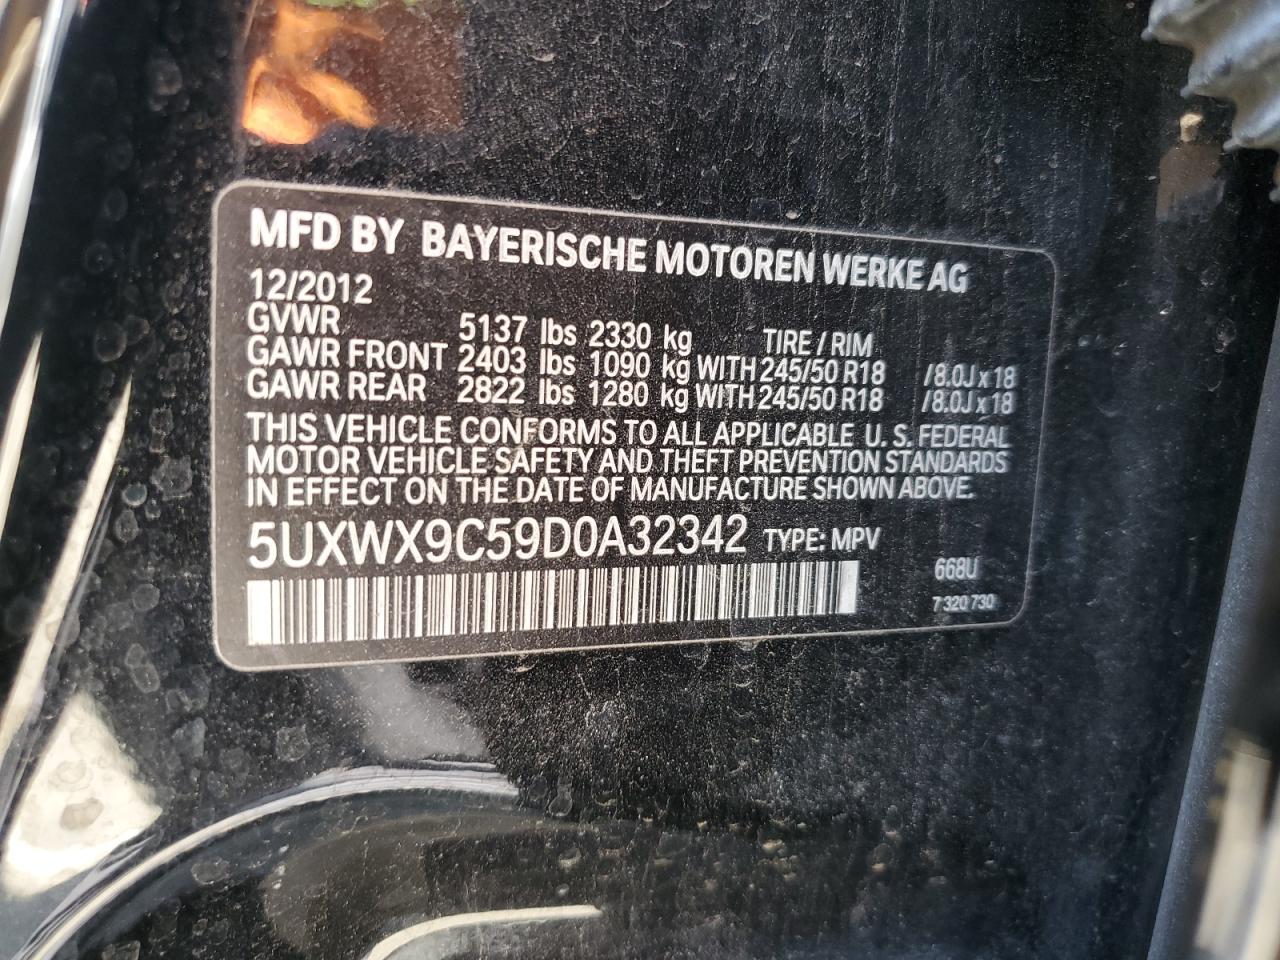 MFD BY BAYERISCHE MOTOREN WERKE AG
12/2012
GVWR 5137 lbs 2330 kg TIRE / RIM
GAWR FRONT 2403 lbs 1090 kg WITH 245/50 R18 /8.0J x 18
GAWR REAR 2822 lbs 1280 kg WITH 245/50 R18 /8.0J x 18
THIS VEHICLE CONFORMS TO ALL APPLICABLE U.S. FEDERAL
MOTOR VEHICLE SAFETY AND THEFT PREVENTION STANDARDS
IN EFFECT ON THE DATE OF MANUFACTURE SHOWN ABOVE.
5UXWX9C59D0A32342 TYPE: MPV
668U
7 320 730